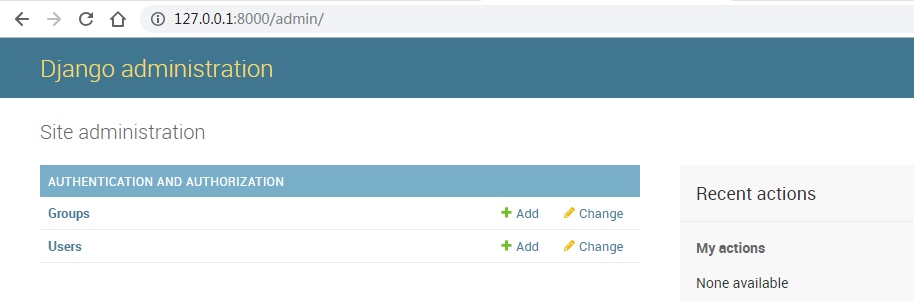 127.0.0.1:8000/admin/
Django administration
Site administration
AUTHENTICATION AND AUTHORIZATION
Groups Add Change
Users Add Change
Recent actions
My actions
None available